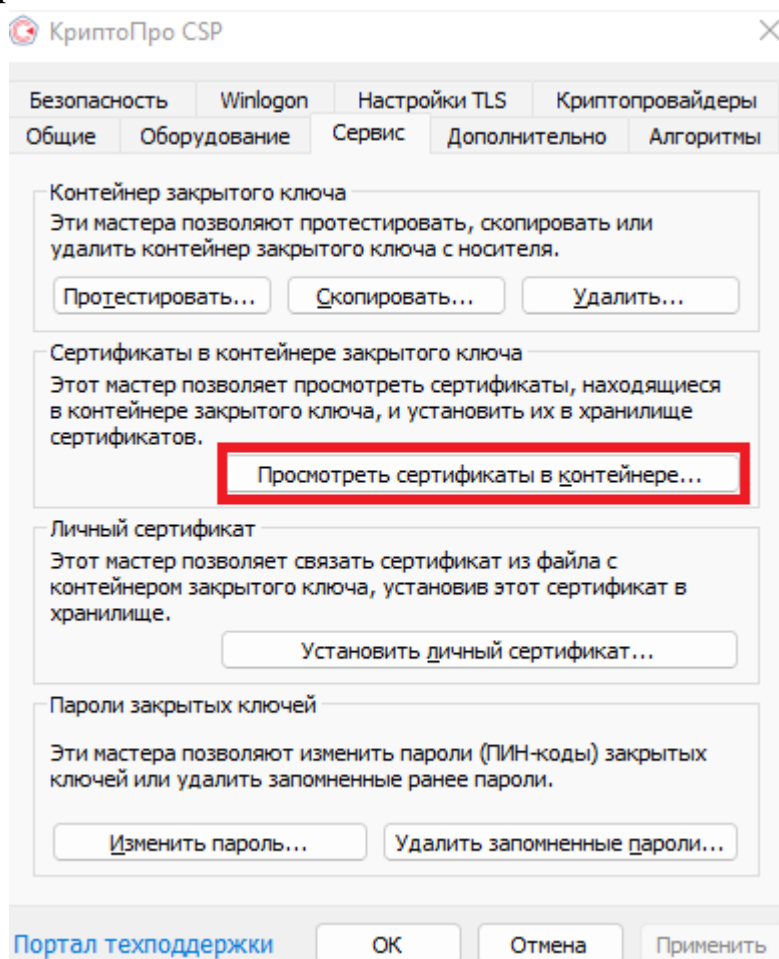 КриптоПро CSP
Безопасность Winlogon Настройки TLS Криптопровайдеры
Общие Оборудование Сервис Дополнительно Алгоритмы
Контейнер закрытого ключа
Эти мастера позволяют протестировать, скопировать или
удалить контейнер закрытого ключа с носителя.
Протестировать... Скопировать... Удалить...
Сертификаты в контейнере закрытого ключа
Этот мастер позволяет просмотреть сертификаты, находящиеся
в контейнере закрытого ключа, и установить их в хранилище
сертификатов.
Просмотреть сертификаты в контейнере...
Личный сертификат
Этот мастер позволяет связать сертификат из файла с
контейнером закрытого ключа, установив этот сертификат в
хранилище.
Установить личный сертификат...
Пароли закрытых ключей
Эти мастера позволяют изменить пароли (ПИН-коды) закрытых
ключей или удалить запомненные ранее пароли.
Изменить пароль... Удалить запомненные пароли...
Портал техподдержки ОК Отмена Применить